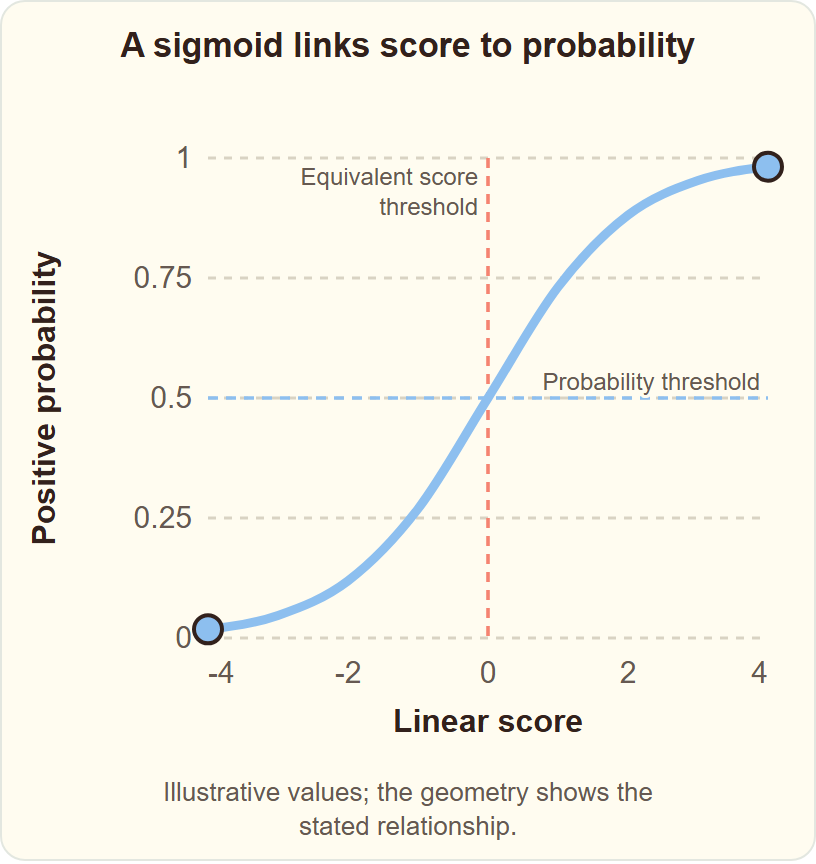 A sigmoid links score to probability
1
Equivalent score
threshold
0.75
Positive probability
Probability threshold
0.5
0.25
0
-4
-2
0
2
4
Linear score
Illustrative values; the geometry shows the
stated relationship.